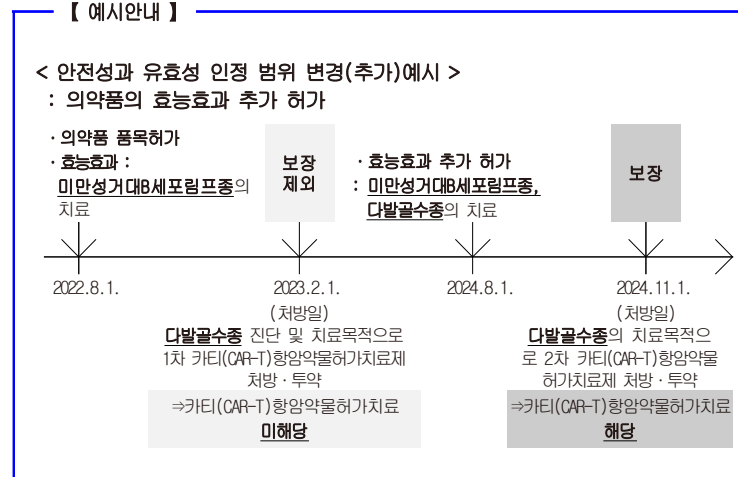 【 예시안내 】
< 안전성과 유효성 인정 범위 변경(추가)예시 >
: 의약품의 효능효과 추가 허가
· 의약품 품목허가
· 효능효과 :
미만성거대B세포림프종의
치료
보장
제외
· 효능효과 추가 허가
: 미만성거대B세포림프종,
다발골수종의 치료
보장
2022.8.1.
2023.2.1.
(처방일)
다발골수종 진단 및 치료목적으로
1차 카티(CAR-T)항암약물허가치료제
처방 · 투약
⇒카티(CAR-T)항암약물허가치료
미해당
2024.8.1.
2024.11.1.
(처방일)
다발골수종의 치료목적으
로 2차 카티(CAR-T)항암약물
허가치료제 처방 · 투약
⇒카티(CAR-T)항암약물허가치료
해당